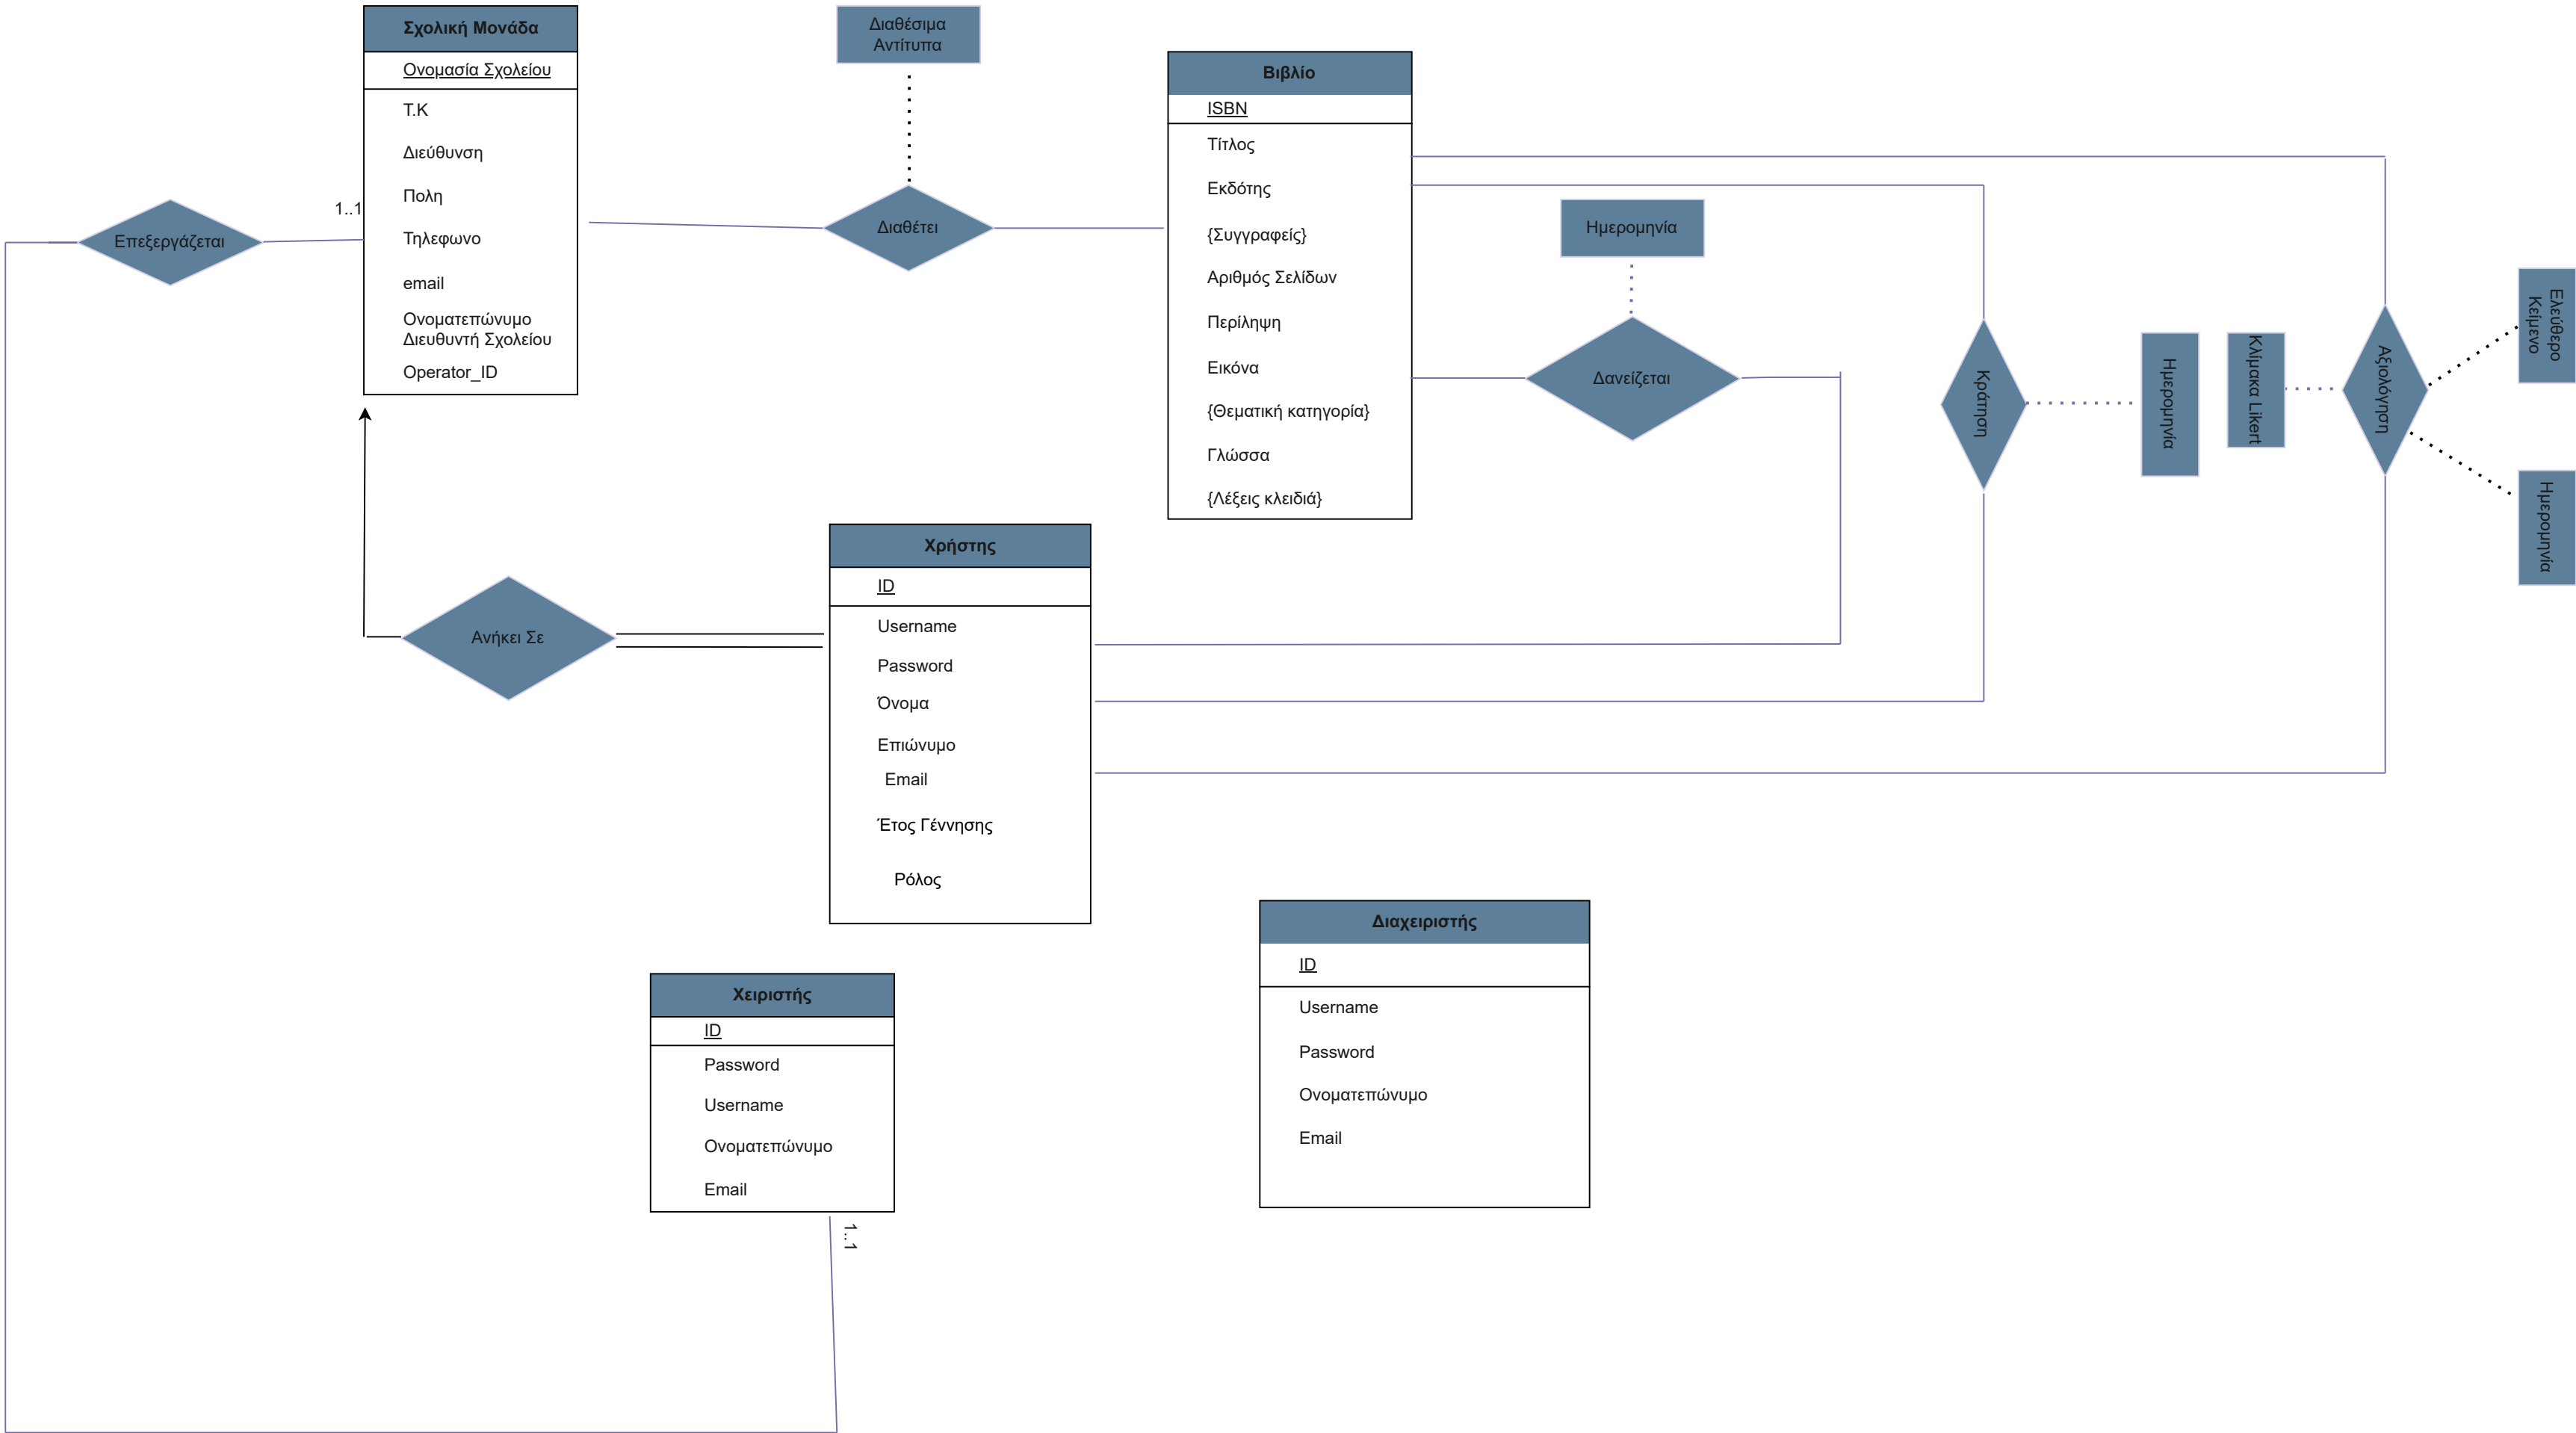 Σχολική Μονάδα
Ονομασία Σχολείου
Τ.Κ
Διεύθυνση
Πολη
Τηλεφωνο
email
Ονοματεπώνυμο
Διευθυντή Σχολείου
Operator_ID
Διαθέσιμα
Αντίτυπα
Βιβλίο
ISBN
Τίτλος
Εκδότης
{Συγγραφείς}
Αριθμός Σελίδων
Περίληψη
Εικόνα
{Θεματική κατηγορία}
Γλώσσα
{Λέξεις κλειδιά}
Επεξεργάζεται
1..1
Διαθέτει
Ημερομηνία
Δανείζεται
Κράτηση
Ημερομηνία
Κλίμακα Likert
Αξιολόγηση
Ελεύθερο
Κείμενο
Ημερομηνία
Ανήκει Σε
Χρήστης
ID
Username
Password
Όνομα
Επιώνυμο
Email
Έτος Γέννησης
Ρόλος
Χειριστής
ID
Password
Username
Ονοματεπώνυμο
Email
1..1
Διαχειριστής
ID
Username
Password
Ονοματεπώνυμο
Email